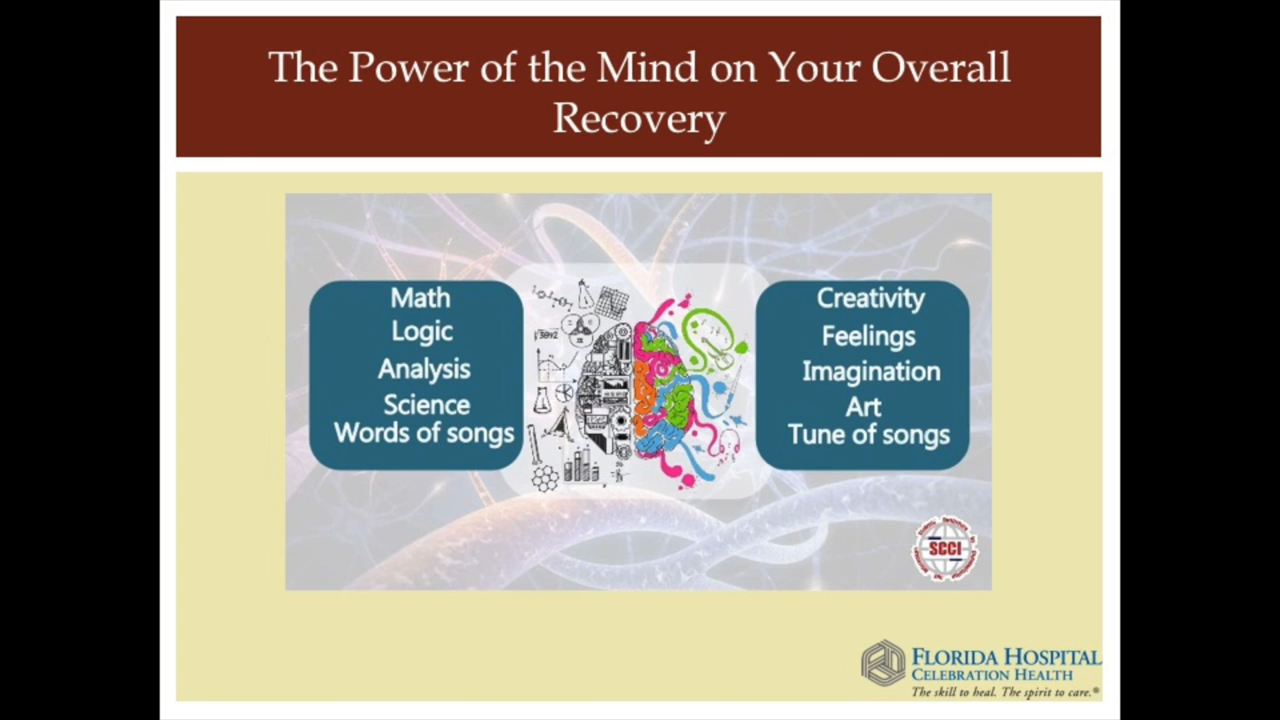 The Power of the Mind on Your Overall
Recovery
Math
Logic
Analysis
Science
Words of songs
Creativity
Feelings
Imagination
Art
Tune of songs
SCCI
FLORIDA HOSPITAL
CELEBRATION HEALTH
The skill to heal. The spirit to care.®